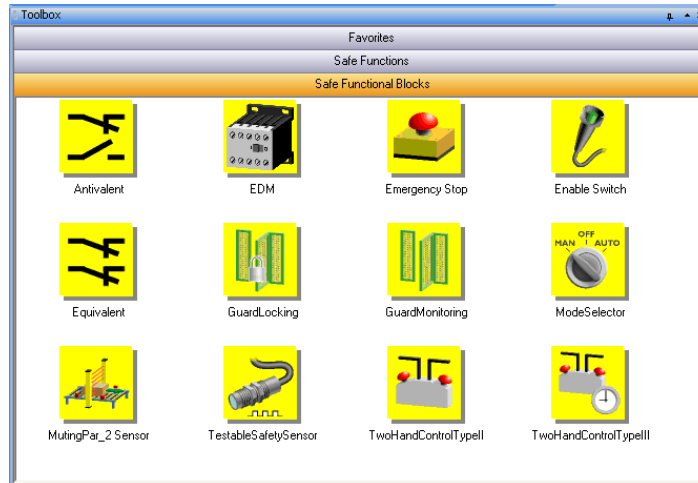 Toolbox
Favorites
Safe Functions
Safe Functional Blocks
Antivalent
EDM
Emergency Stop
Enable Switch
Equivalent
GuardLocking
GuardMonitoring
OFF
MAN AUTO
ModeSelector
MutingPar_2 Sensor
TestableSafetySensor
TwoHandControlTypeII
TwoHandControlTypeIII